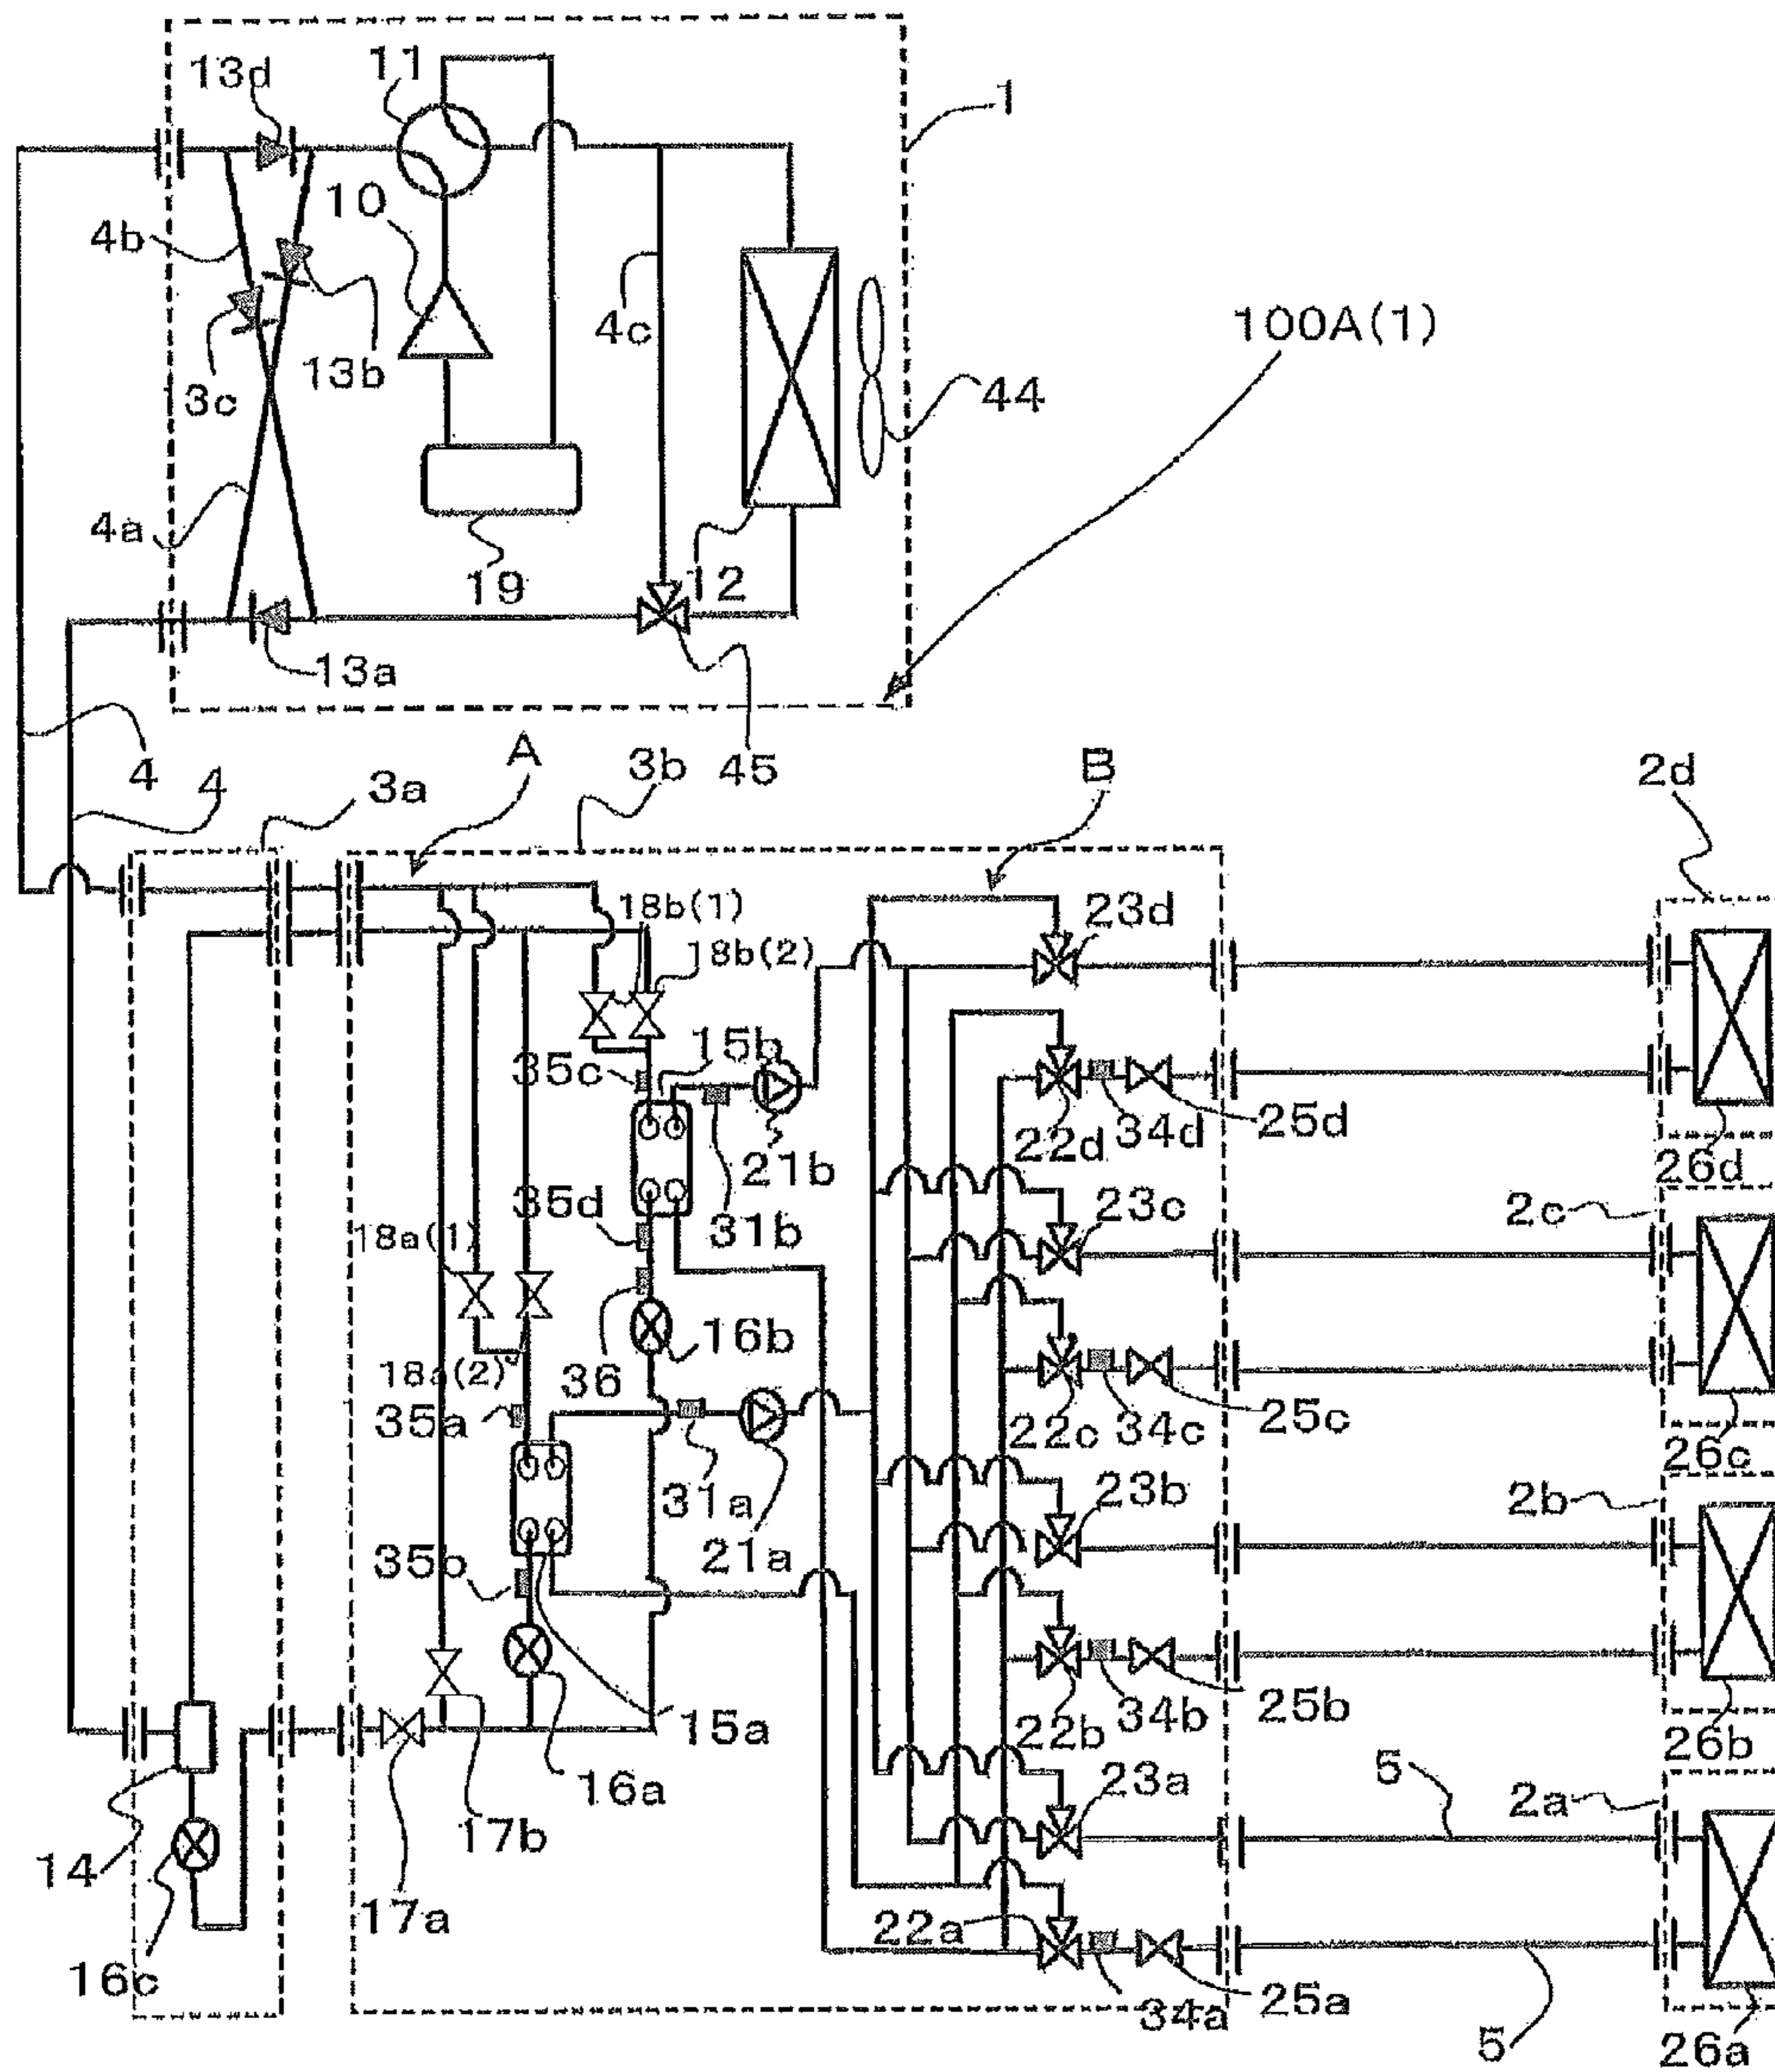 13d
11
1
10
4b
4c
100A(1)
3c
13b
44
4a
19
12
13a
4
4
3a
A
3b
45
B
2d
18b(1)
18b(2)
23d
35c
15b
21b
22d
34d
25d
26d
35d
31b
23c
2c
18a(1)
36
16b
18a(2)
35a
22c
34c
25c
26c
31a
21a
23b
2b
35b
15a
22b
34b
25b
26b
16a
17b
23a
5
2a
14
17a
22a
16c
34a
25a
5
26a